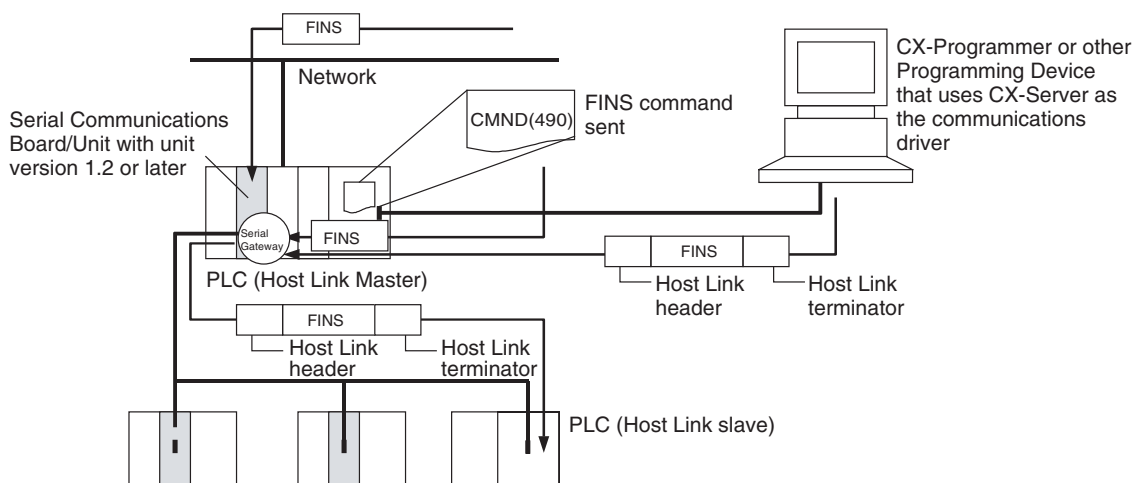 FINS
Network
CX-Programmer or other
Programming Device
that uses CX-Server as
the communications
driver
FINS command
sent
CMND(490)
Serial Communications
Board/Unit with unit
version 1.2 or later
Serial
Gateway
FINS
FINS
PLC (Host Link Master)
Host Link
header
Host Link
terminator
FINS
Host Link
header
Host Link
terminator
PLC (Host Link slave)